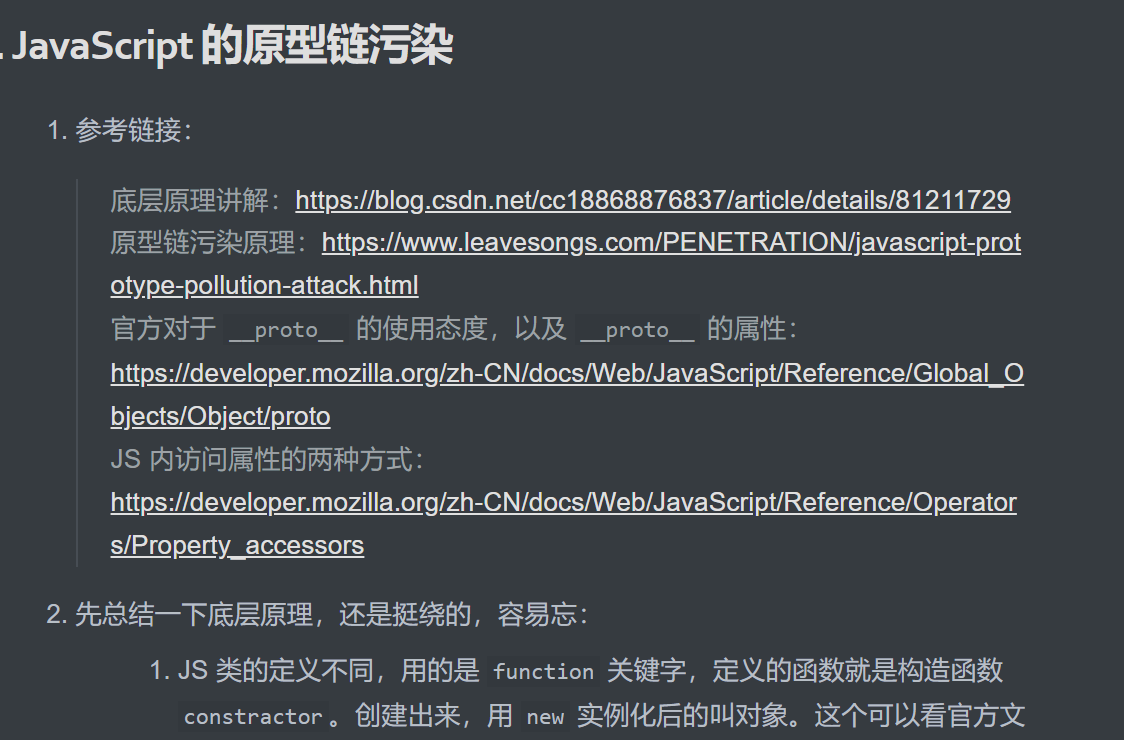 . JavaScript 的原型链污染
1. 参考链接：
底层原理讲解：https://blog.csdn.net/cc18868876837/article/details/81211729
原型链污染原理：https://www.leavesongs.com/PENETRATION/javascript-prot
otype-pollution-attack.html
官方对于 __proto__ 的使用态度，以及 __proto__ 的属性：
https://developer.mozilla.org/zh-CN/docs/Web/JavaScript/Reference/Global_O
bjects/Object/proto
JS 内访问属性的两种方式：
https://developer.mozilla.org/zh-CN/docs/Web/JavaScript/Reference/Operator
s/Property_accessors
2. 先总结一下底层原理，还是挺绕的，容易忘：
1. JS 类的定义不同，用的是 function 关键字，定义的函数就是构造函数
constractor 。创建出来，用 new 实例化后的叫对象。这个可以看官方文